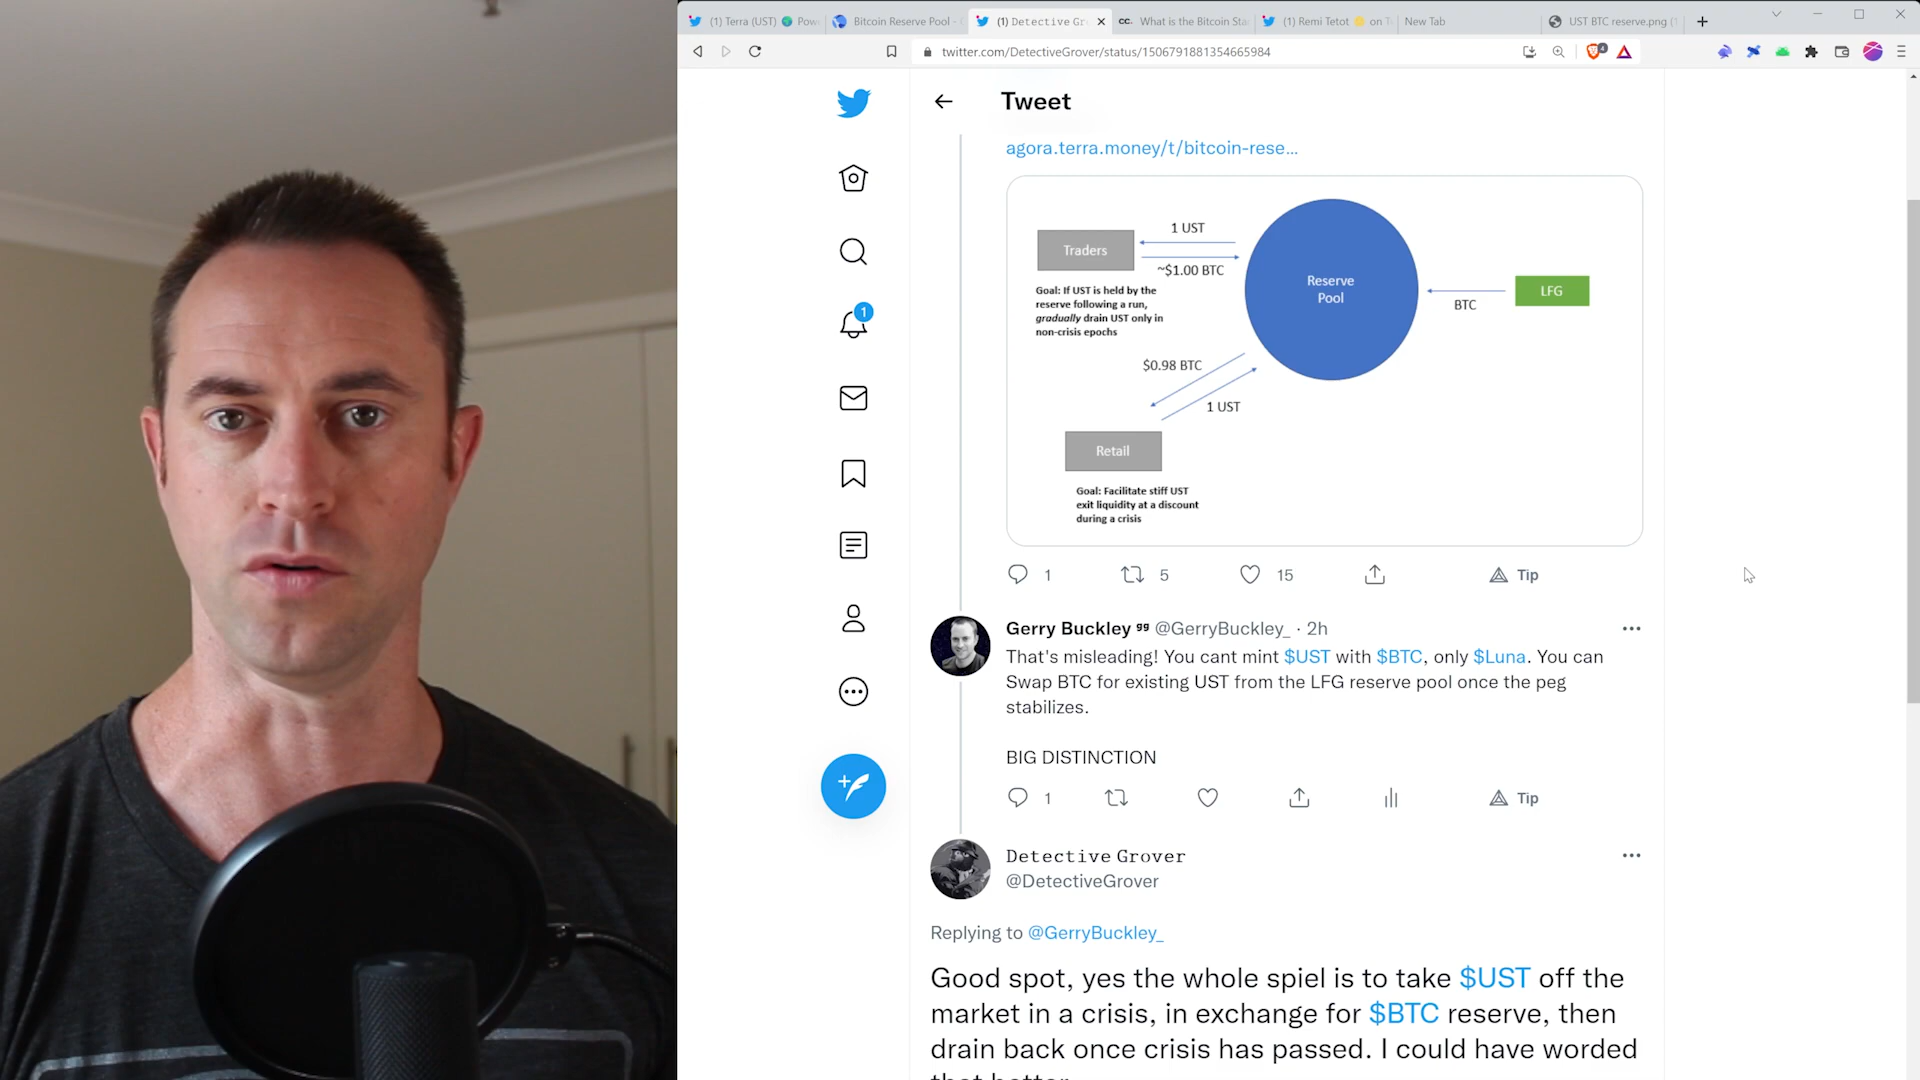 (1) Terra (UST) 🌍 Pow
Bitcoin Reserve Pool -
(1) Detective Gr
CC. What is the Bitcoin Sta
(1) Remi Tetot 🟡 on T
New Tab
UST BTC reserve.png (1
twitter.com/DetectiveGrover/status/1506791881354665984
4
Tweet
agora.terra.money/t/bitcoin-rese...
Traders
1 UST
~$1.00 BTC
Goal: If UST is held by the
reserve following a run,
gradually drain UST only in
non-crisis epochs
Reserve
Pool
BTC
LFG
$0.98 BTC
1 UST
Retail
Goal: Facilitate stiff UST
exit liquidity at a discount
during a crisis
1
1 5 15 Tip
Gerry Buckley @GerryBuckley_ · 2h
That's misleading! You cant mint $UST with $BTC, only $Luna. You can
Swap BTC for existing UST from the LFG reserve pool once the peg
stabilizes.
BIG DISTINCTION
1 Tip
Detective Grover
@DetectiveGrover
Replying to @GerryBuckley_
Good spot, yes the whole spiel is to take $UST off the
market in a crisis, in exchange for $BTC reserve, then
drain back once crisis has passed. I could have worded
that better